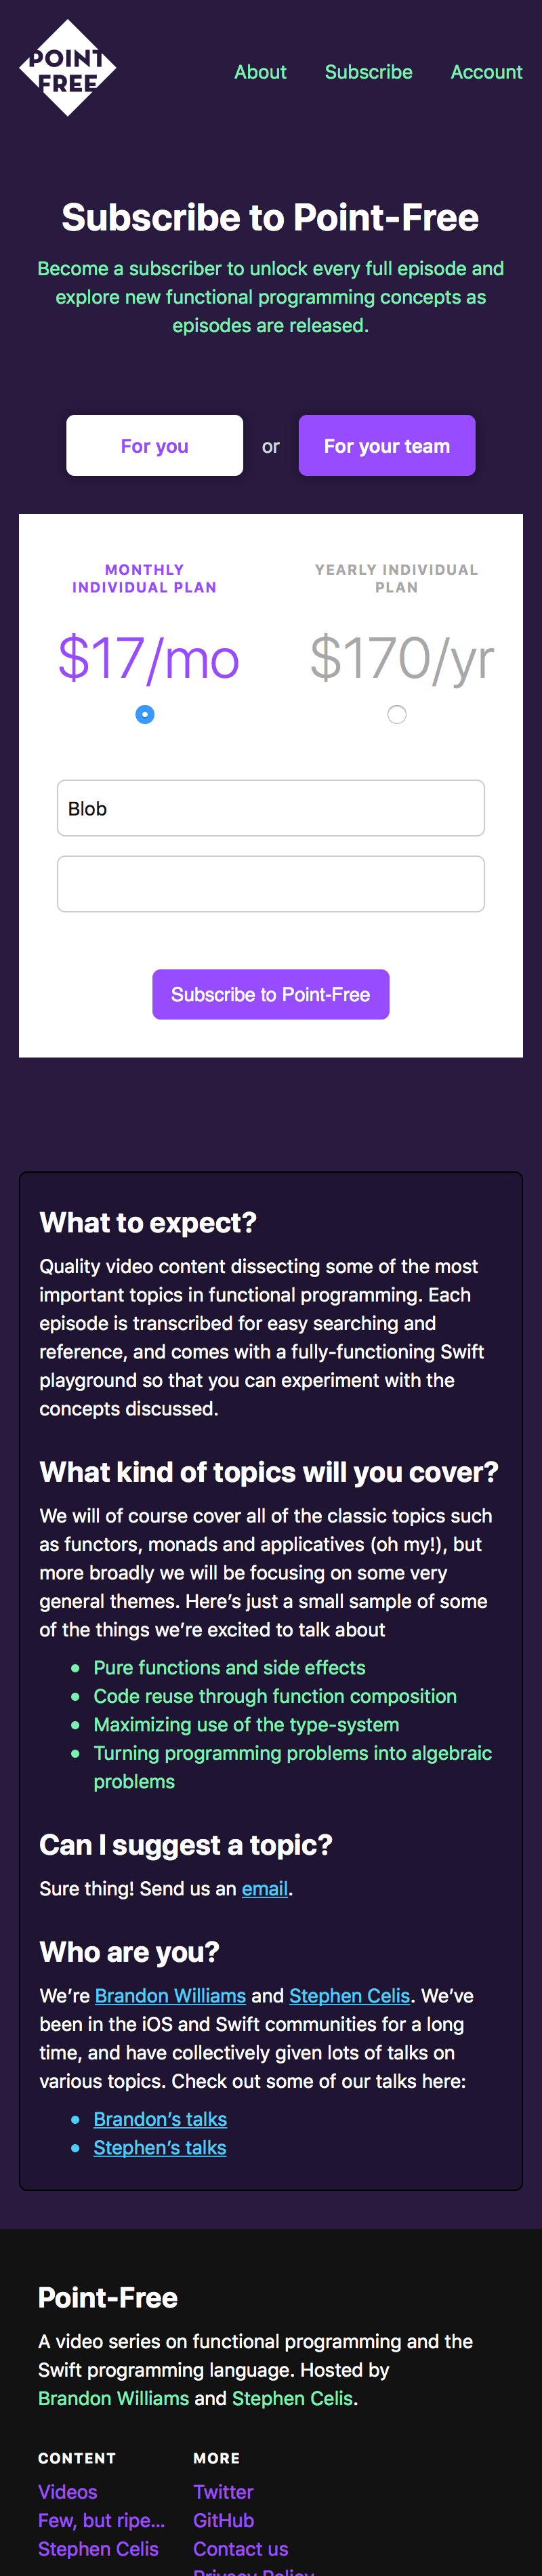 POINT
FREE
About Subscribe Account
Subscribe to Point-Free
Become a subscriber to unlock every full episode and
explore new functional programming concepts as
episodes are released.
For you or For your team
MONTHLY
INDIVIDUAL PLAN
$17/mo
YEARLY INDIVIDUAL
PLAN
$170/yr
Blob
Subscribe to Point-Free
What to expect?
Quality video content dissecting some of the most
important topics in functional programming. Each
episode is transcribed for easy searching and
reference, and comes with a fully-functioning Swift
playground so that you can experiment with the
concepts discussed.
What kind of topics will you cover?
We will of course cover all of the classic topics such
as functors, monads and applicatives (oh my!), but
more broadly we will be focusing on some very
general themes. Here’s just a small sample of some
of the things we’re excited to talk about
Pure functions and side effects
Code reuse through function composition
Maximizing use of the type-system
Turning programming problems into algebraic
problems
Can I suggest a topic?
Sure thing! Send us an email.
Who are you?
We’re Brandon Williams and Stephen Celis. We’ve
been in the iOS and Swift communities for a long
time, and have collectively given lots of talks on
various topics. Check out some of our talks here:
Brandon’s talks
Stephen’s talks
Point-Free
A video series on functional programming and the
Swift programming language. Hosted by
Brandon Williams and Stephen Celis.
CONTENT
Videos
Few, but ripe…
Stephen Celis
MORE
Twitter
GitHub
Contact us
Privacy Policy